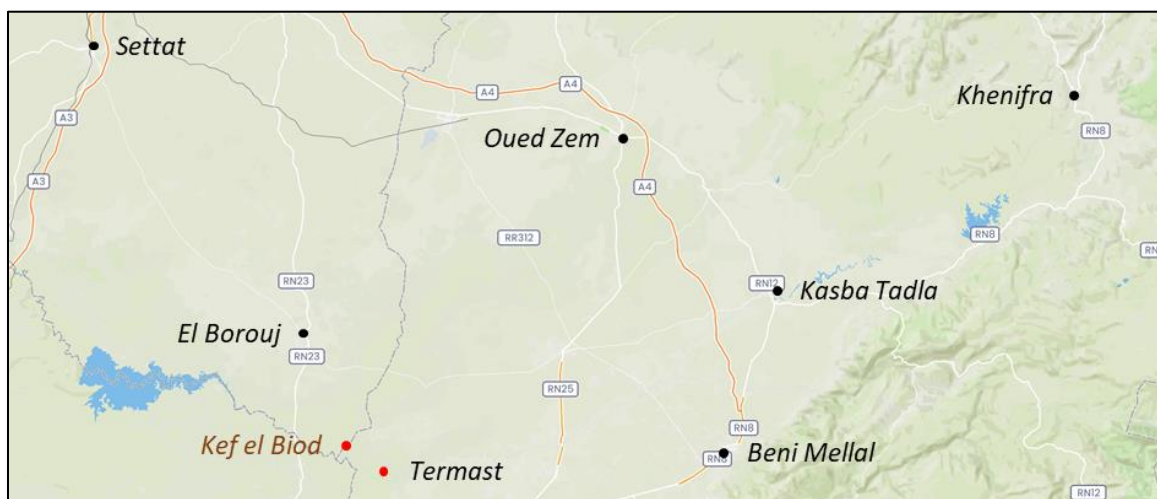 Settat
A3
A3
A4
A4
Khenifra
RN8
Oued Zem
A4
RR312
RN8
RN
RN23
RN12
Kasba Tadla
El Borouj
RN23
RN25
RN8
Kef el Biod
Beni Mellal
Termast
RN12